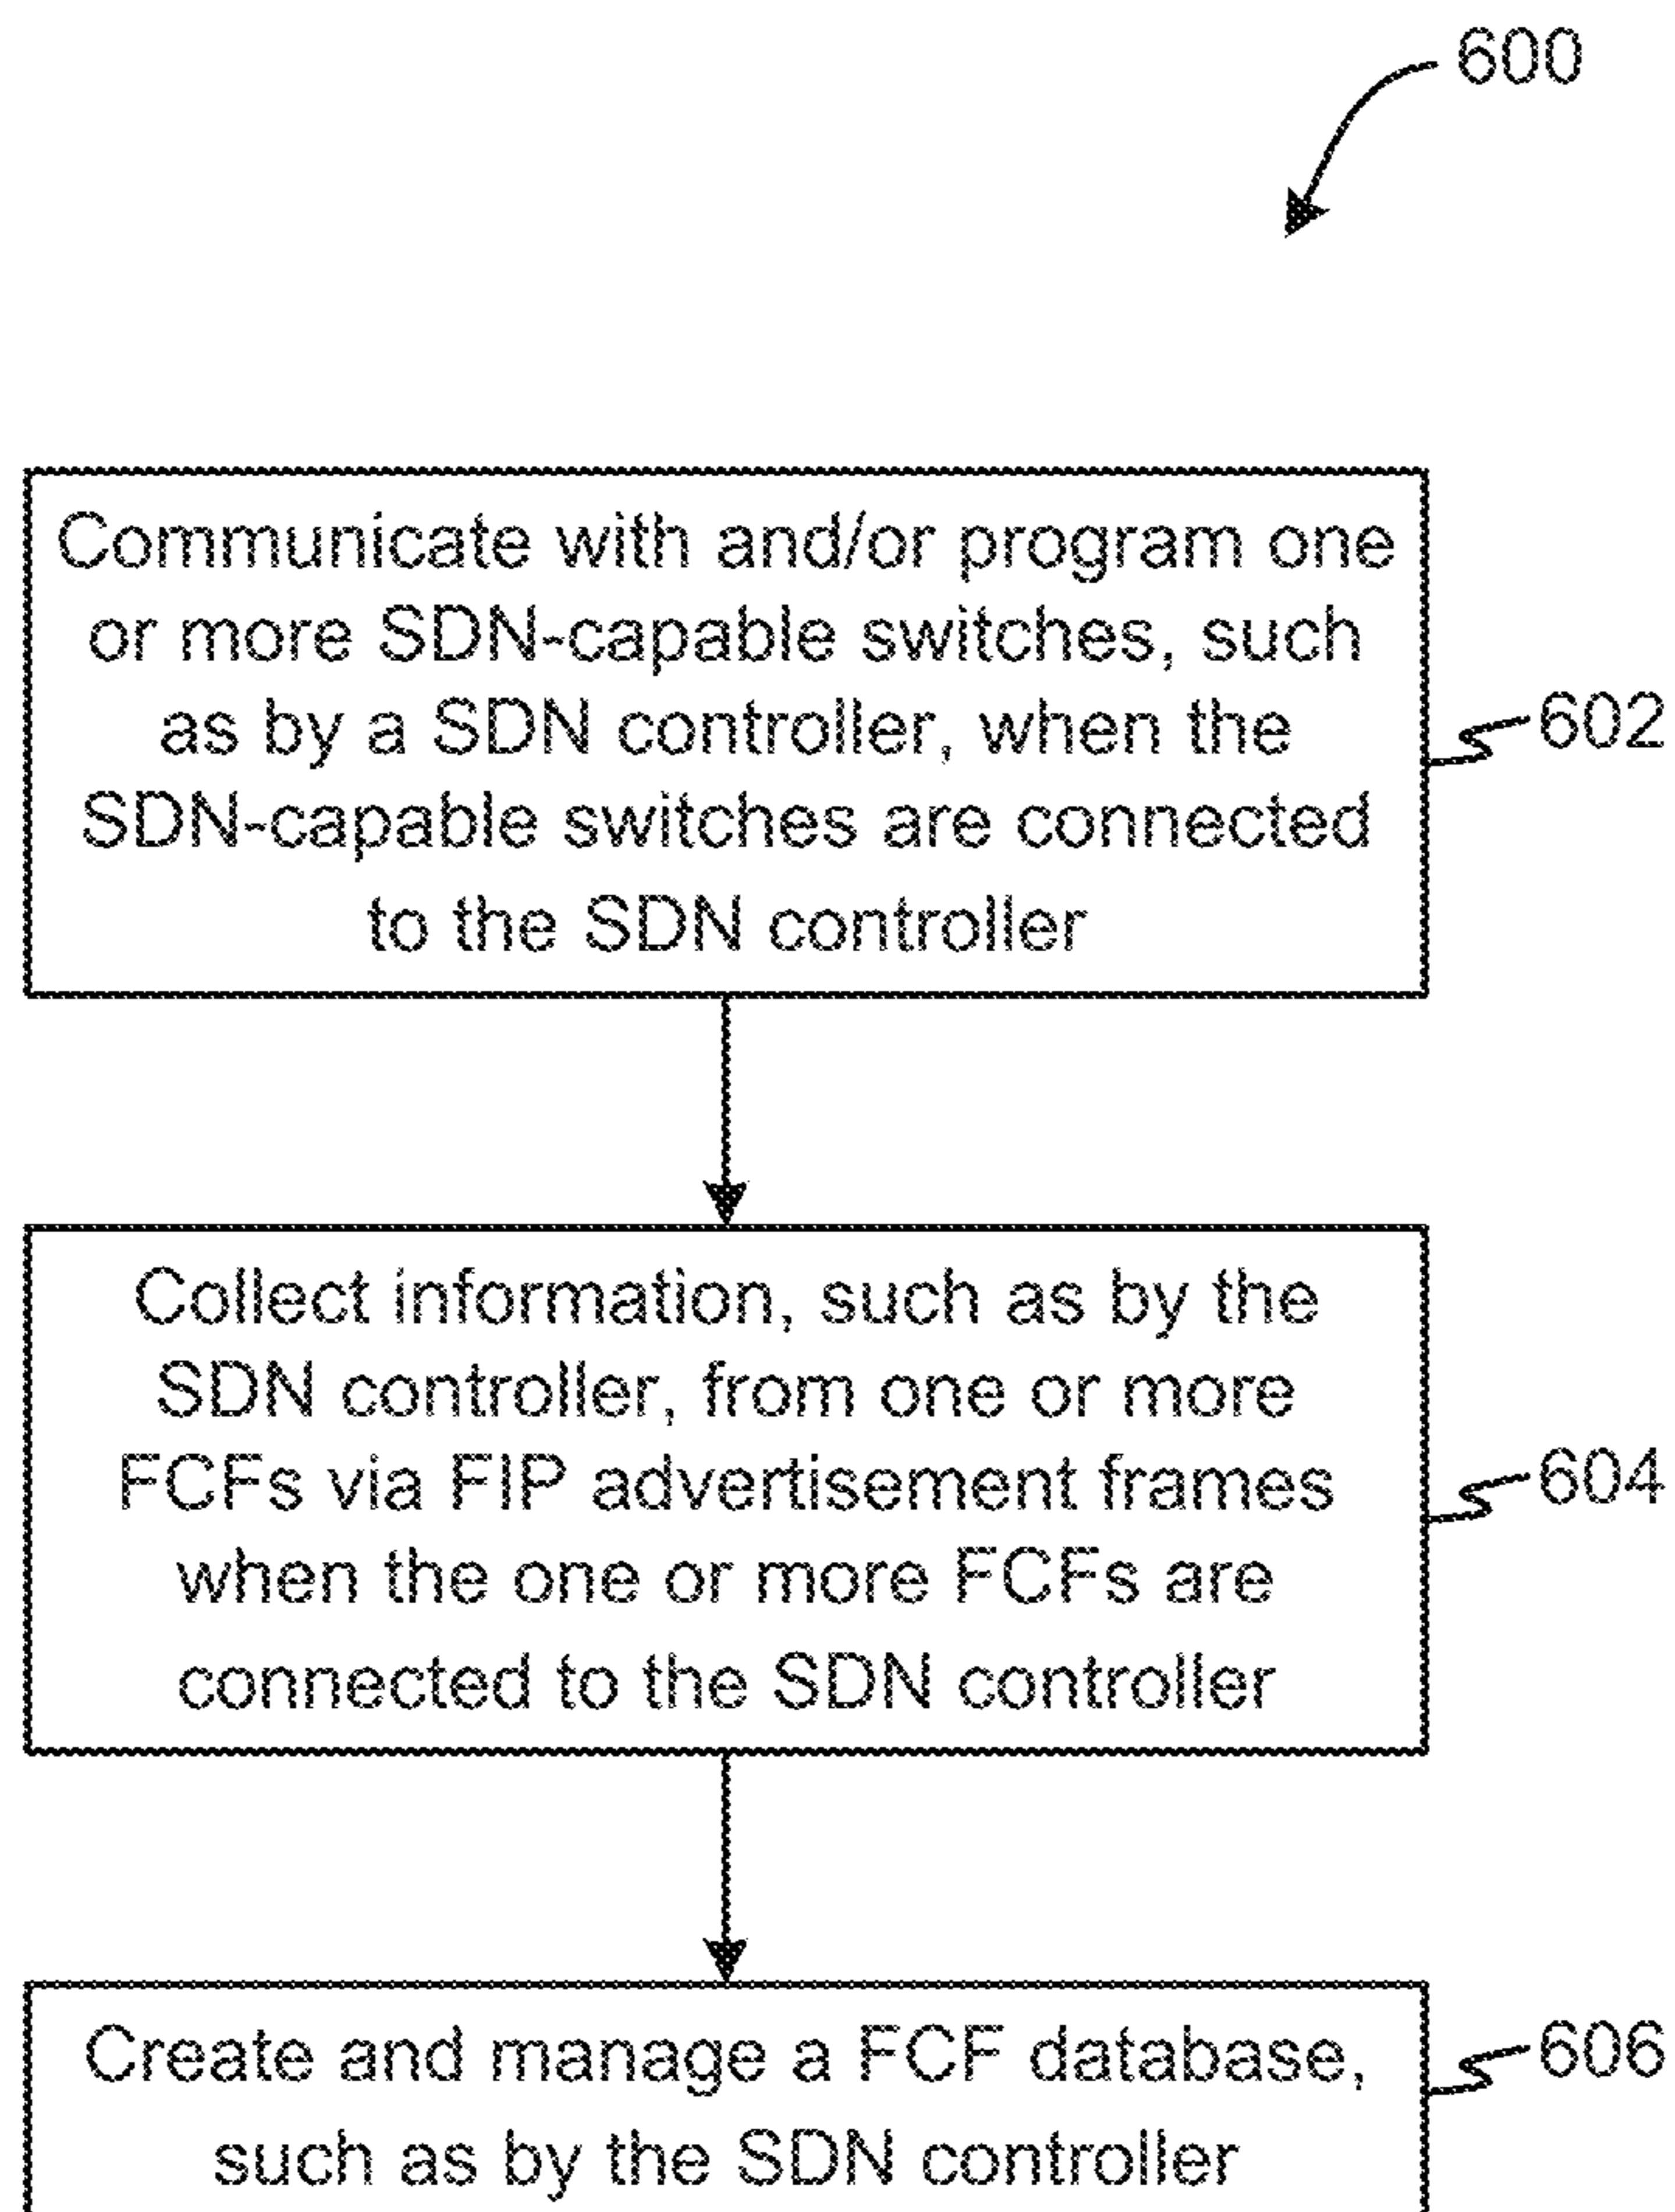 600
Communicate with and/or program one
or more SDN-capable switches, such
as by a SDN controller, when the
SDN-capable switches are connected
to the SDN controller
602
Collect information, such as by the
SDN controller, from one or more
FCFs via FIP advertisement frames
when the one or more FCFs are
connected to the SDN controller
604
Create and manage a FCF database,
such as by the SDN controller
606